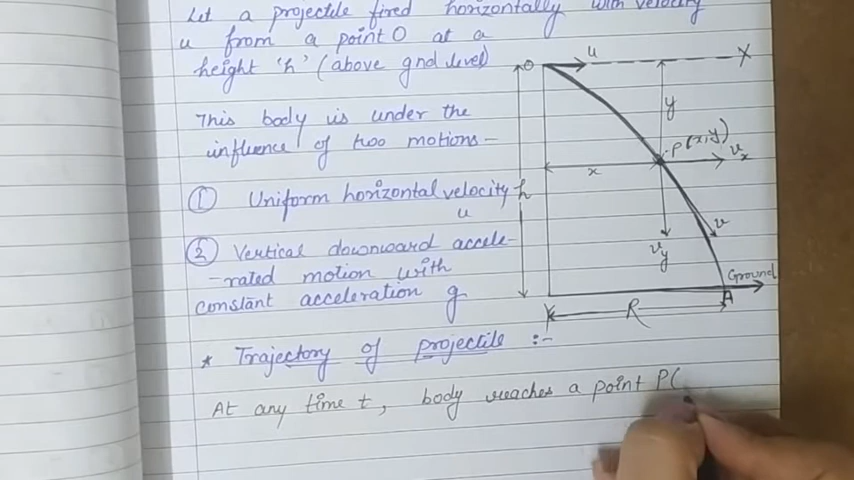 Let a projectile fired horizontally with velocity
u from a point O at a
height 'h' (above gnd level)
This body is under the
influence of two motions—
① Uniform horizontal velocity
u
② Vertical downward accele-
-rated motion with
constant acceleration g
* Trajectory of projectile :-
At any time t, body reaches a point P(
O
u
X
y
P(x,y)
vx
x
h
v
vy
Ground
A
Y
R